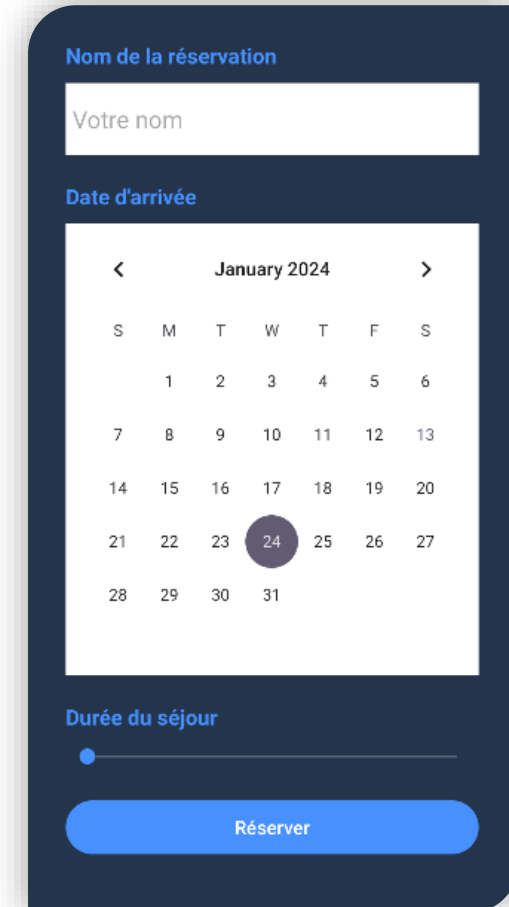 Nom de la réservation
Votre nom
Date d'arrivée
January 2024
S M T W T F S
1 2 3 4 5 6
7 8 9 10 11 12 13
14 15 16 17 18 19 20
21 22 23 24 25 26 27
28 29 30 31
Durée du séjour
Réserver